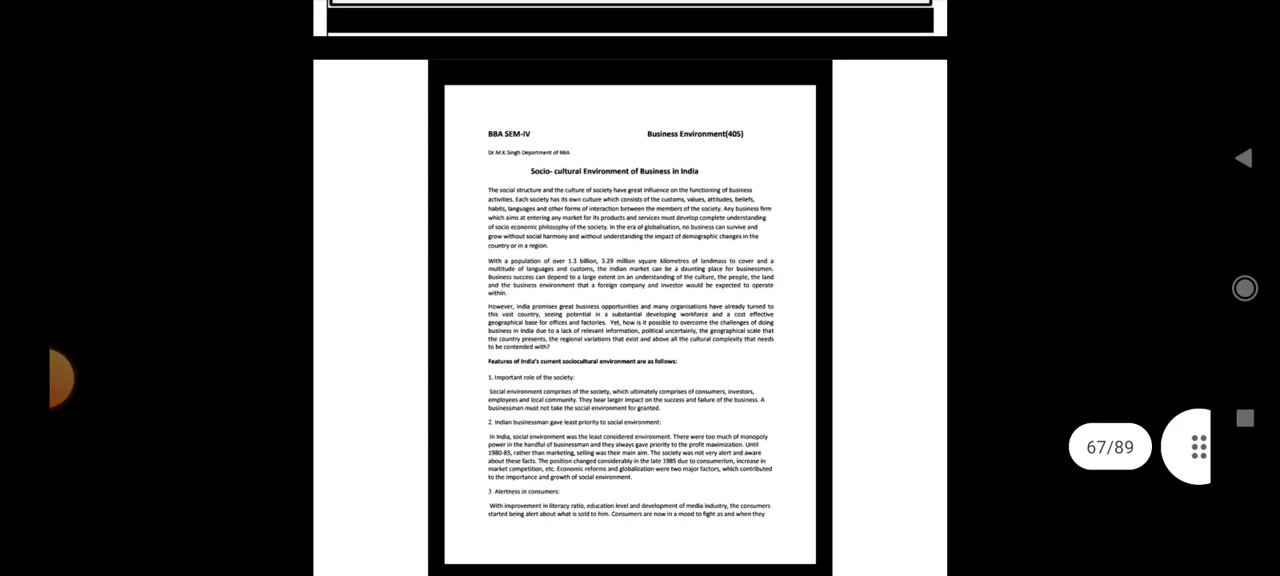 BBA SEM-IV Business Environment(405)
Dr.M.K.Singh Department of BBA
Socio- cultural Environment of Business in India
The social structure and the culture of society have great influence on the functioning of business
activities. Each society has its own culture which consists of the customs, values, attitudes, beliefs,
habits, languages and other forms of interaction between the members of the society. Any business firm
which aims at entering any market for its products and services must develop complete understanding
of socio economic philosophy of the society. In the era of globalisation, no business can survive and
grow without social harmony and without understanding the impact of demographic changes in the
country or in a region.
With a population of over 1.3 billion, 3.29 million square kilometres of landmass to cover and a
multitude of languages and customs, the Indian market can be a daunting place for businessmen.
Business success can depend to a large extent on an understanding of the culture, the people, the land
and the business environment that a foreign company and investor would be expected to operate
within.
However, India promises great business opportunities and many organisations have already turned to
this vast country, seeing potential in a substantial developing workforce and a cost effective
geographical base for offices and factories. Yet, how is it possible to overcome the challenges of doing
business in India due to a lack of relevant information, political uncertainly, the geographical scale that
the country presents, the regional variations that exist and above all the cultural complexity that needs
to be contended with?
Features of India's current sociocultural environment are as follows:
1. Important role of the society:
Social environment comprises of the society, which ultimately comprises of consumers, investors,
employees and local community. They bear larger impact on the success and failure of the business. A
businessman must not take the social environment for granted.
2. Indian businessman gave least priority to social environment:
In India, social environment was the least considered environment. There were too much of monopoly
power in the handful of businessman and they always gave priority to the profit maximization. Until
1980-85, rather than marketing, selling was their main aim. The society was not very alert and aware
about these facts. The position changed considerably in the late 1985 due to consumerism, increase in
market competition, etc. Economic reforms and globalization were two major factors, which contributed
to the importance and growth of social environment.
3. Alertness in consumers:
With improvement in literacy ratio, education level and development of media industry, the consumers
started being alert about what is sold to him. Consumers are now in a mood to fight as and when they
67/89